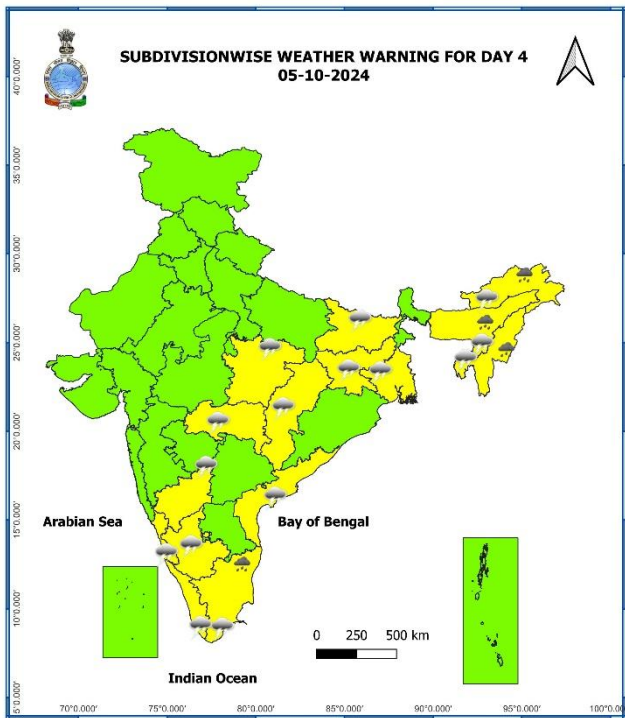 SUBDIVISIONWISE WEATHER WARNING FOR DAY 4
05-10-2024
40°0.000'
35°0.000'
30°0.000'
25°0.000'
20°0.000'
15°0.000'
10°0.000'
5°0.000'
Arabian Sea
Bay of Bengal
0 250 500 km
Indian Ocean
70°0.000' 75°0.000' 80°0.000' 85°0.000' 90°0.000' 95°0.000'